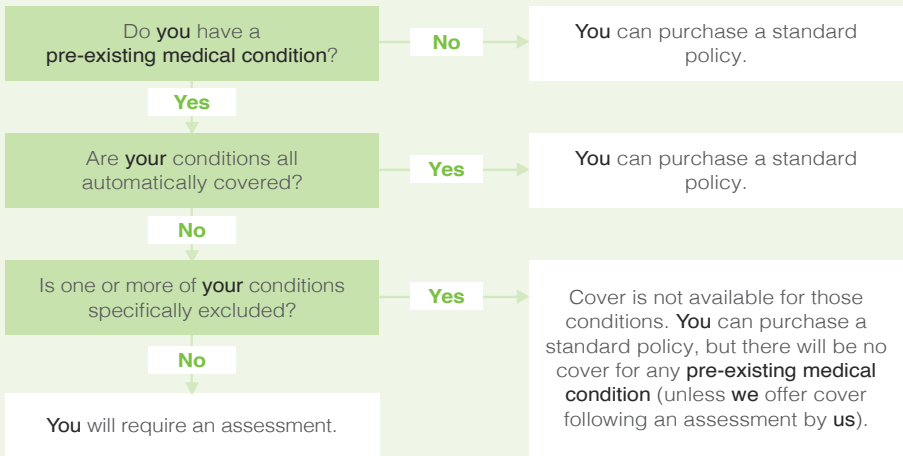 Do you have a
pre-existing medical condition?
No
You can purchase a standard
policy.
Yes
Are your conditions all
automatically covered?
Yes
You can purchase a standard
policy.
No
Is one or more of your conditions
specifically excluded?
Yes
Cover is not available for those
conditions. You can purchase a
standard policy, but there will be no
cover for any pre-existing medical
condition (unless we offer cover
following an assessment by us).
No
You will require an assessment.